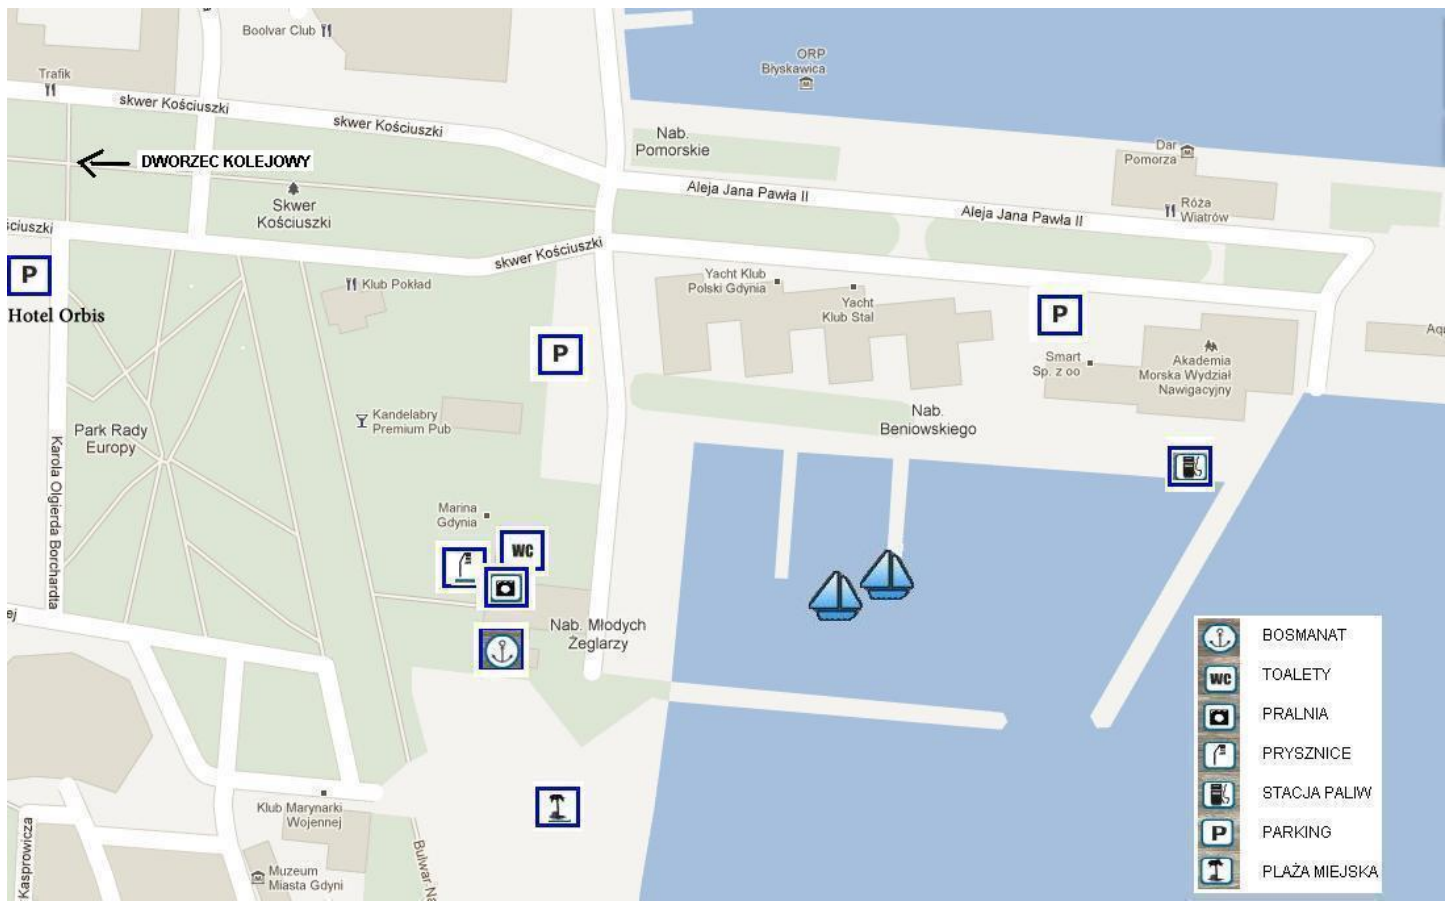 Boolvar Club
ORP
Błyskawica
Trafik
skwer Kościuszki
skwer Kościuszki
Nab.
Pomorskie
DWORZEC KOLEJOWY
Dar
Pomorza
Aleja Jana Pawła II
Aleja Jana Pawła II
Róża
Wiatrów
Skwer
Kościuszki
ściuszki
skwer Kościuszki
P
Hotel Orbis
Klub Pokład
Yacht Klub
Polski Gdynia
Yacht
Klub Stal
P
Aqu
P
Smart
Sp. z oo
Akademia
Morska Wydział
Nawigacyjny
Kandelabry
Premium Pub
Nab.
Beniowskiego
Park Rady
Europy
Karola Olgierda Borchardta
Marina
Gdynia
WC
ej
Nab. Młodych
Żeglarzy
BOSMANAT
WC TOALETY
PRALNIA
PRYSZNICE
STACJA PALIW
P PARKING
PLAŻA MIEJSKA
Klub Marynarki
Wojennej
Kasprowicza
Bulwar Na
Muzeum
Miasta Gdyni